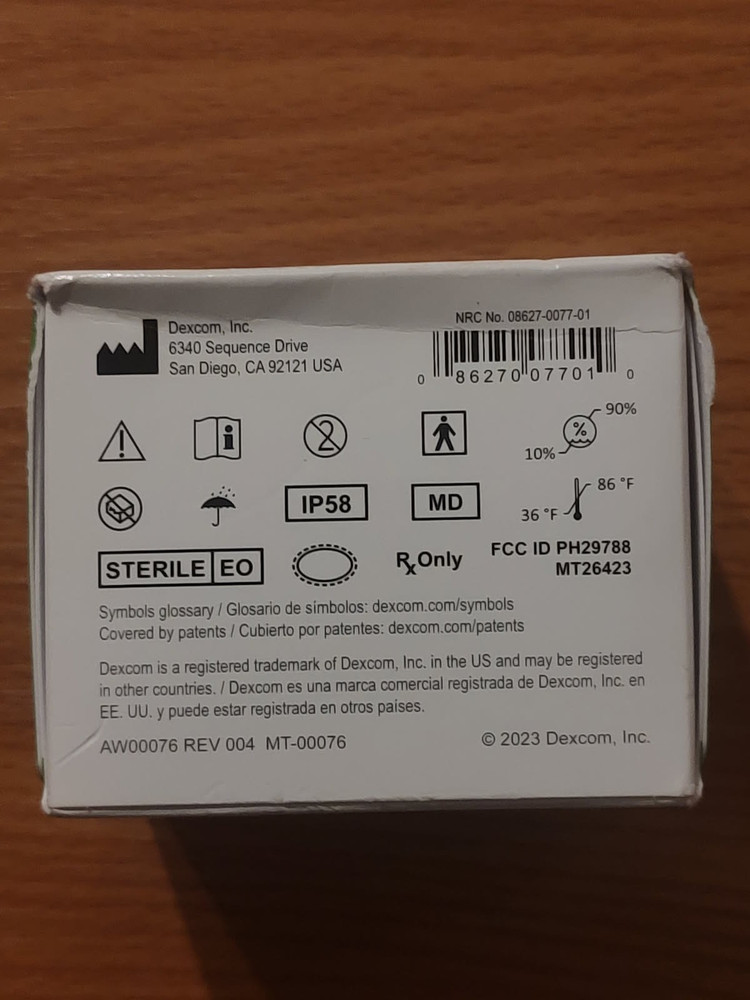 Dexcom, Inc.
6340 Sequence Drive
San Diego, CA 92121 USA
NRC No. 08627-0077-01
0 86270 07701 0
2
i
% 90%
10%
IP58
MD
86 °F
36 °F
STERILE EO
Rx Only
FCC ID PH29788
MT26423
Symbols glossary / Glosario de símbolos: dexcom.com/symbols
Covered by patents / Cubierto por patentes: dexcom.com/patents
Dexcom is a registered trademark of Dexcom, Inc. in the US and may be registered
in other countries. / Dexcom es una marca comercial registrada de Dexcom, Inc. en
EE. UU. y puede estar registrada en otros países.
AW00076 REV 004 MT-00076
© 2023 Dexcom, Inc.